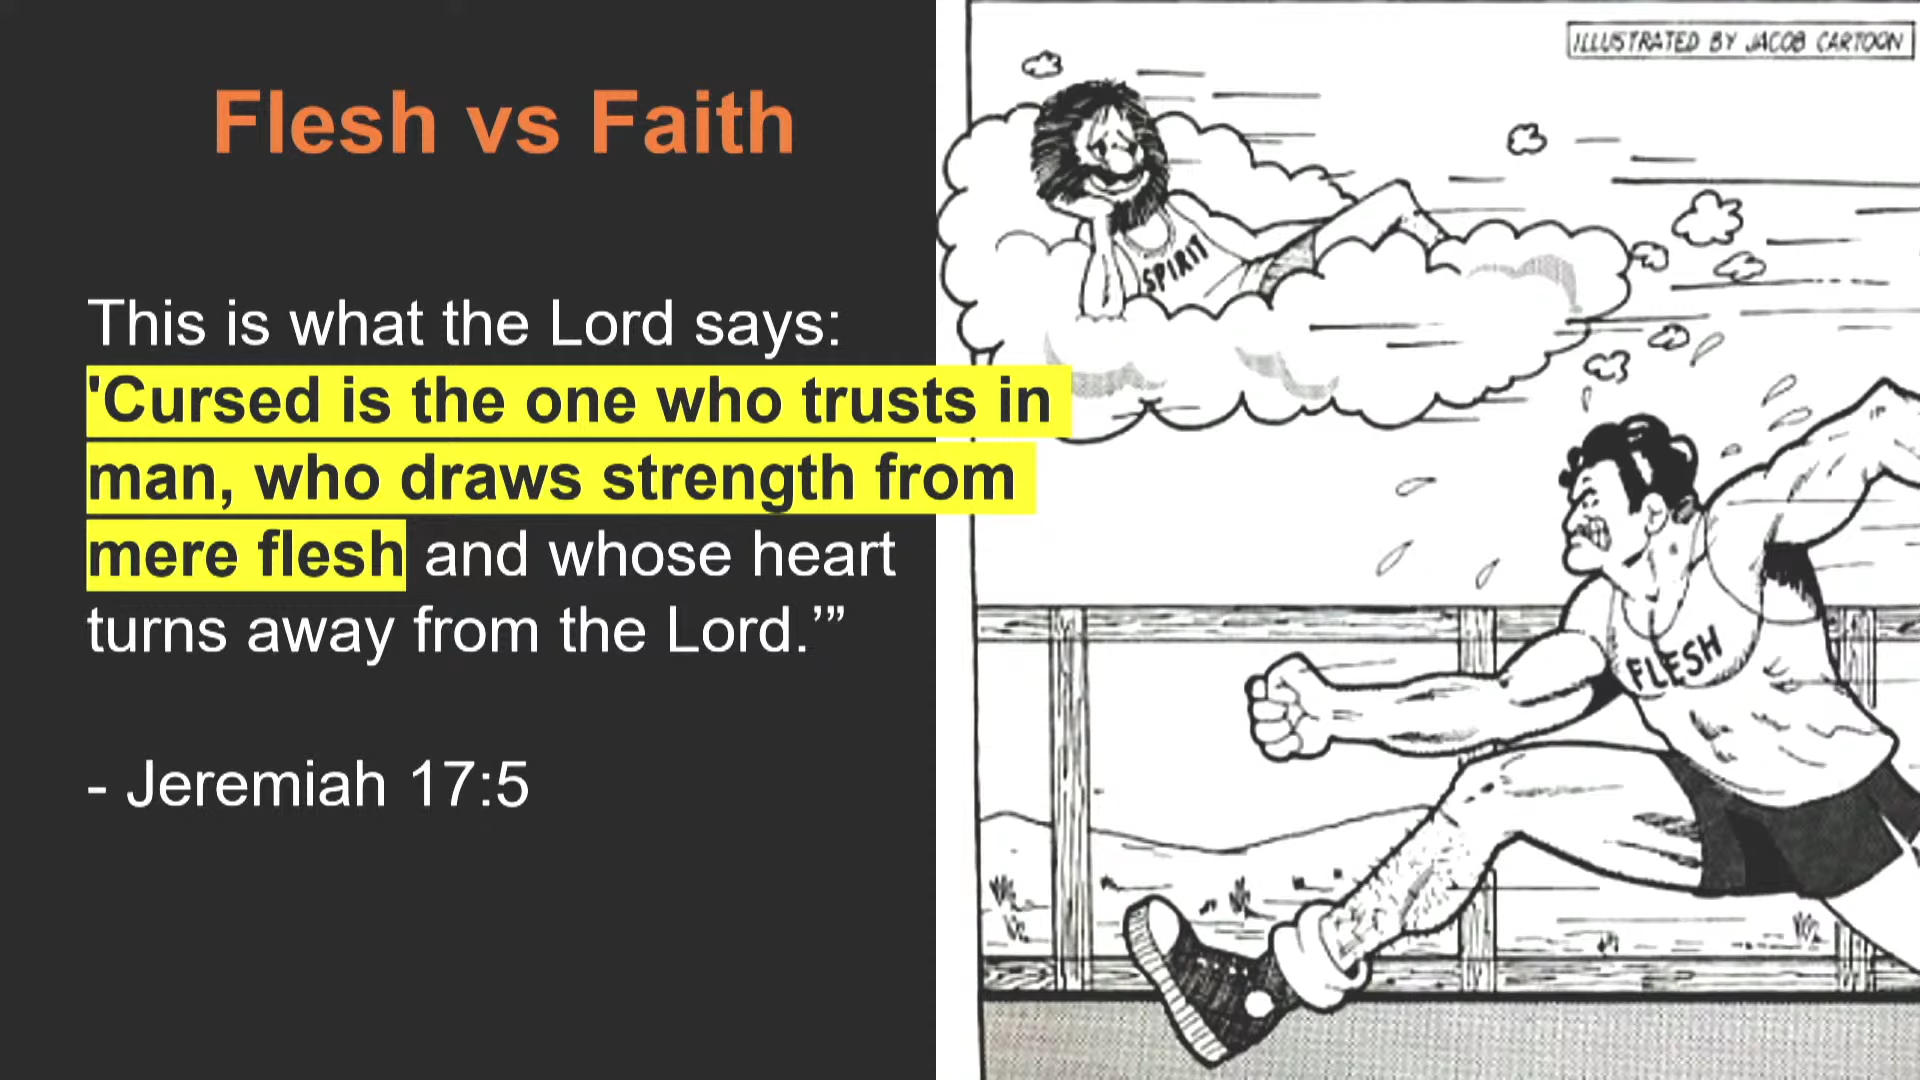 Flesh vs Faith
This is what the Lord says:
'Cursed is the one who trusts in
man, who draws strength from
mere flesh and whose heart
turns away from the Lord.’”
- Jeremiah 17:5
ILLUSTRATED BY JACOB CARTOON
SPIRIT
FLESH